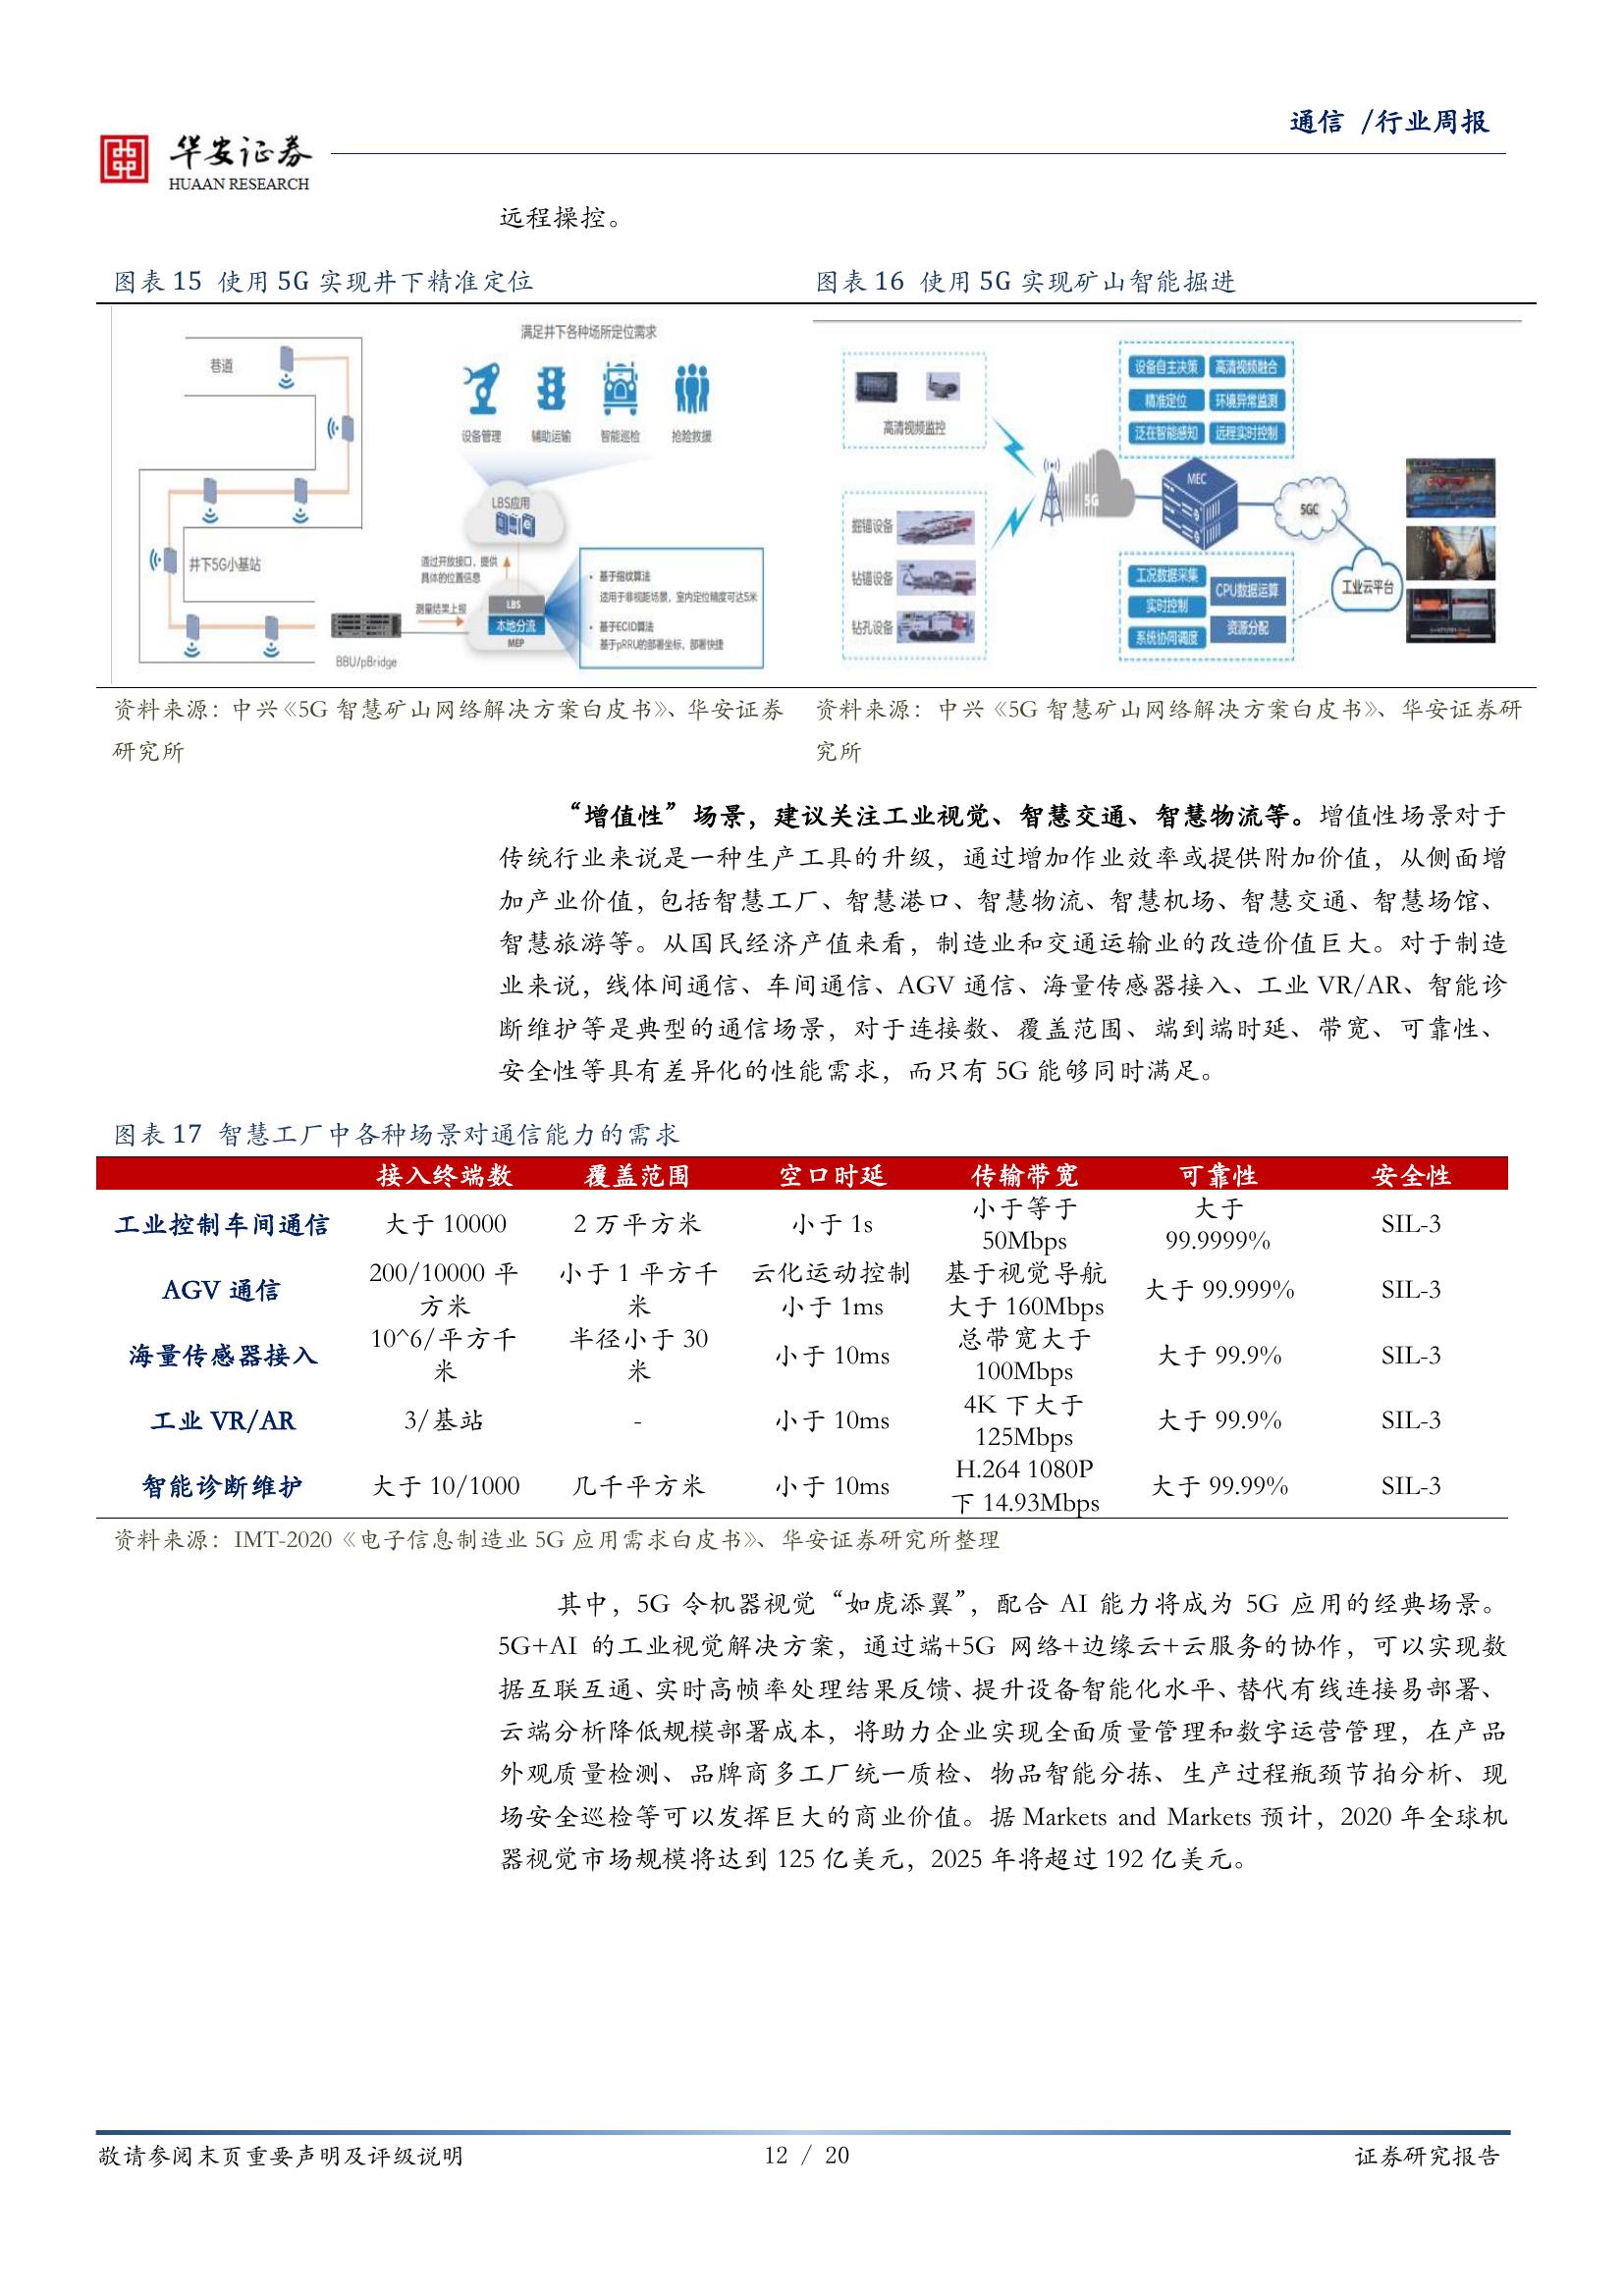 通信 /行业周报
华安证券
HUAAN RESEARCH
远程操控。
图表 15 使用 5G 实现井下精准定位
满足井下各种场所定位需求
巷道
设备管理 辅助运输 智能巡检 抢险救援
LBS应用
井下5G小基站
通过开放接口，提供
具体的位置信息
测量结果上报
LBS
本地分流
MEP
• 基于指纹算法
适用于非视距场景，室内定位精度可达5米
• 基于ECID算法
基于pRRU的部署坐标，部署快捷
BBU/pBridge
资料来源：中兴《5G 智慧矿山网络解决方案白皮书》、华安证券
研究所
图表 16 使用 5G 实现矿山智能掘进
高清视频监控
掘锚设备
钻锚设备
钻孔设备
5G
设备自主决策 高清视频融合
精准定位 环境异常监测
泛在智能感知 远程实时控制
MEC
工况数据采集
实时控制
系统协同调度
CPU数据运算
资源分配
5GC
工业云平台
资料来源：中兴《5G 智慧矿山网络解决方案白皮书》、华安证券研
究所
“增值性”场景，建议关注工业视觉、智慧交通、智慧物流等。增值性场景对于
传统行业来说是一种生产工具的升级，通过增加作业效率或提供附加价值，从侧面增
加产业价值，包括智慧工厂、智慧港口、智慧物流、智慧机场、智慧交通、智慧场馆、
智慧旅游等。从国民经济产值来看，制造业和交通运输业的改造价值巨大。对于制造
业来说，线体间通信、车间通信、AGV 通信、海量传感器接入、工业 VR/AR、智能诊
断维护等是典型的通信场景，对于连接数、覆盖范围、端到端时延、带宽、可靠性、
安全性等具有差异化的性能需求，而只有 5G 能够同时满足。
图表 17 智慧工厂中各种场景对通信能力的需求
接入终端数 覆盖范围 空口时延 传输带宽 可靠性 安全性
工业控制车间通信 大于 10000 2 万平方米 小于 1s 小于等于 50Mbps 大于 99.9999% SIL-3
AGV 通信 200/10000 平方米 小于 1 平方千米 云化运动控制小于 1ms 基于视觉导航大于 160Mbps 大于 99.999% SIL-3
海量传感器接入 10^6/平方千米 半径小于 30 米 小于 10ms 总带宽大于 100Mbps 大于 99.9% SIL-3
工业 VR/AR 3/基站 - 小于 10ms 4K 下大于 125Mbps 大于 99.9% SIL-3
智能诊断维护 大于 10/1000 几千平方米 小于 10ms H.264 1080P 下 14.93Mbps 大于 99.99% SIL-3
资料来源：IMT-2020《电子信息制造业 5G 应用需求白皮书》、华安证券研究所整理
其中，5G 令机器视觉“如虎添翼”，配合 AI 能力将成为 5G 应用的经典场景。
5G+AI 的工业视觉解决方案，通过端+5G 网络+边缘云+云服务的协作，可以实现数
据互联互通、实时高帧率处理结果反馈、提升设备智能化水平、替代有线连接易部署、
云端分析降低规模部署成本，将助力企业实现全面质量管理和数字运营管理，在产品
外观质量检测、品牌商多工厂统一质检、物品智能分拣、生产过程瓶颈节拍分析、现
场安全巡检等可以发挥巨大的商业价值。据 Markets and Markets 预计，2020 年全球机
器视觉市场规模将达到 125 亿美元，2025 年将超过 192 亿美元。
敬请参阅末页重要声明及评级说明 12 / 20 证券研究报告